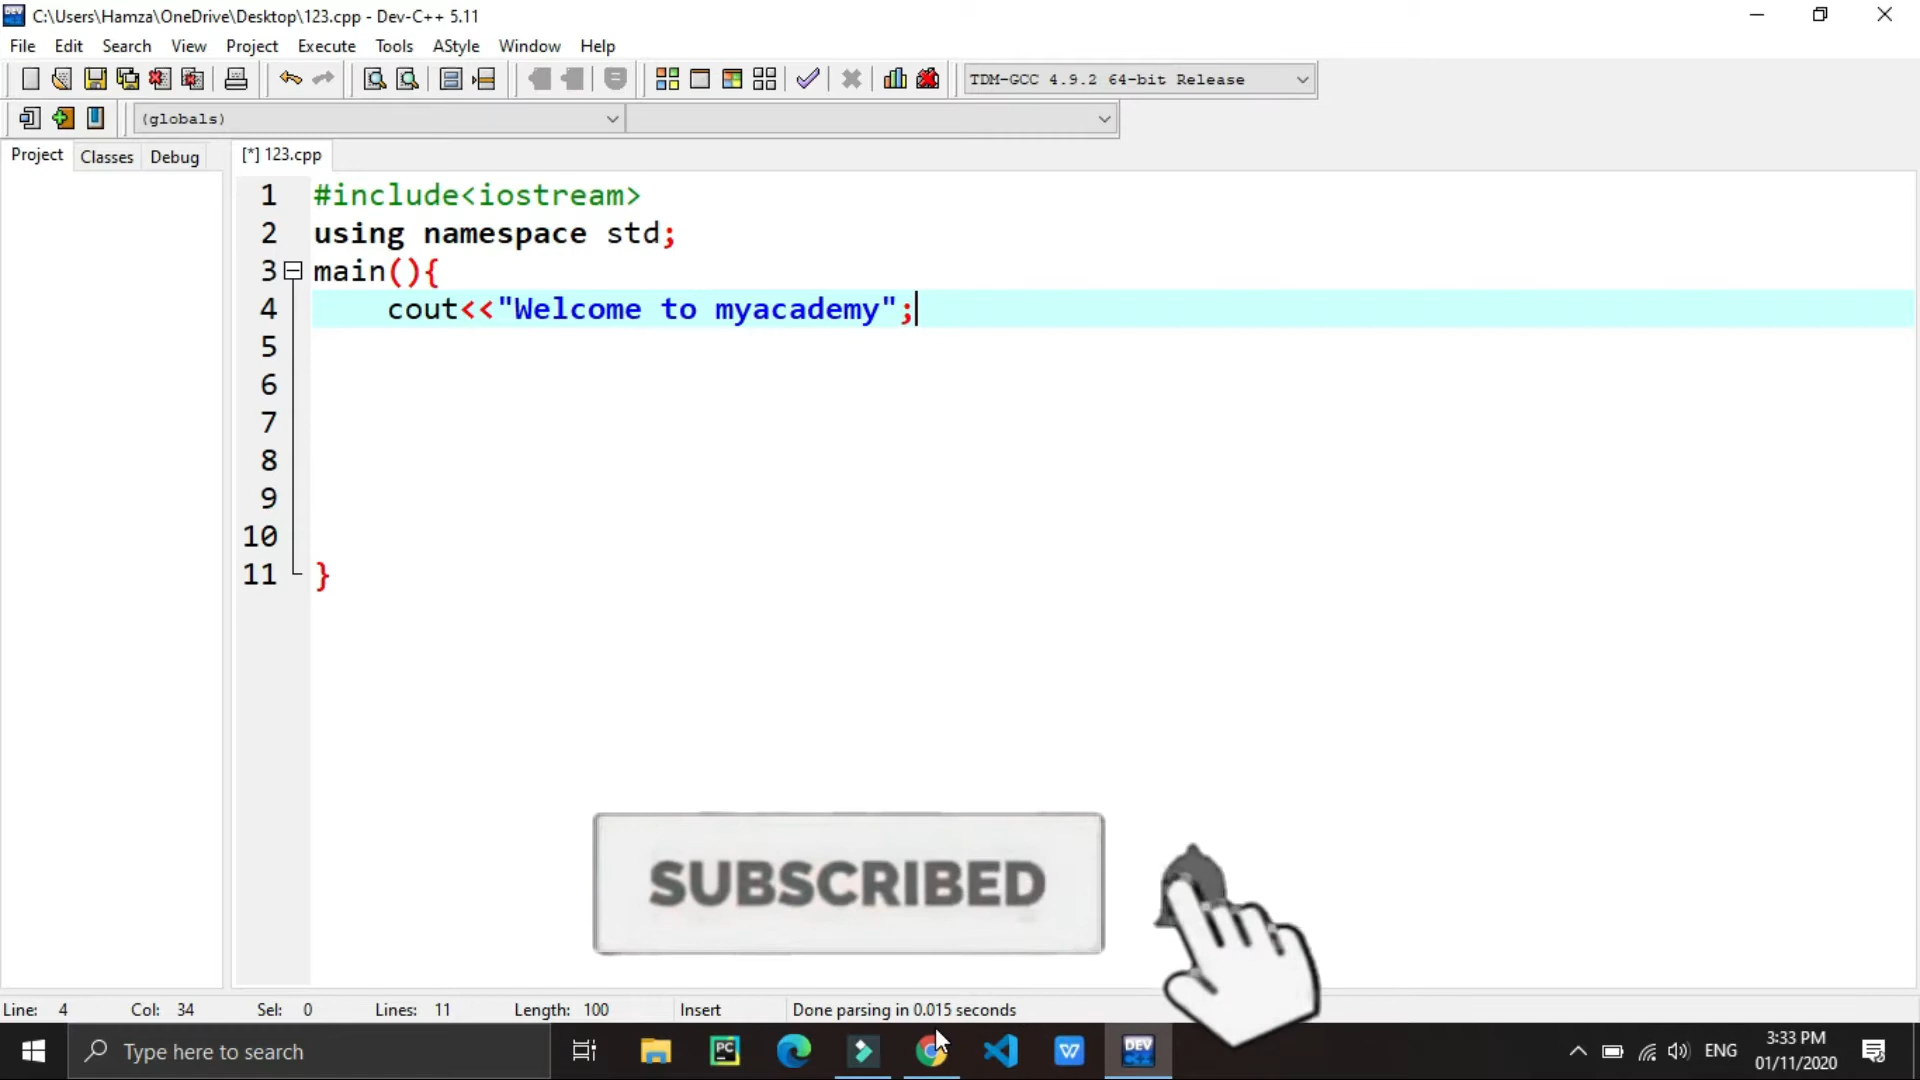 C:\Users\Hamza\OneDrive\Desktop\123.cpp - Dev-C++ 5.11
File Edit Search View Project Execute Tools AStyle Window Help
TDM-GCC 4.9.2 64-bit Release
(globals)
Project Classes Debug [*] 123.cpp
1 #include<iostream>
2 using namespace std;
3 main(){
4 cout<<"Welcome to myacademy";
5
6
7
8
9
10
11 }
SUBSCRIBED
Line: 4 Col: 34 Sel: 0 Lines: 11 Length: 100 Insert Done parsing in 0.015 seconds
Type here to search
PC
DEV
ENG
3:33 PM
01/11/2020